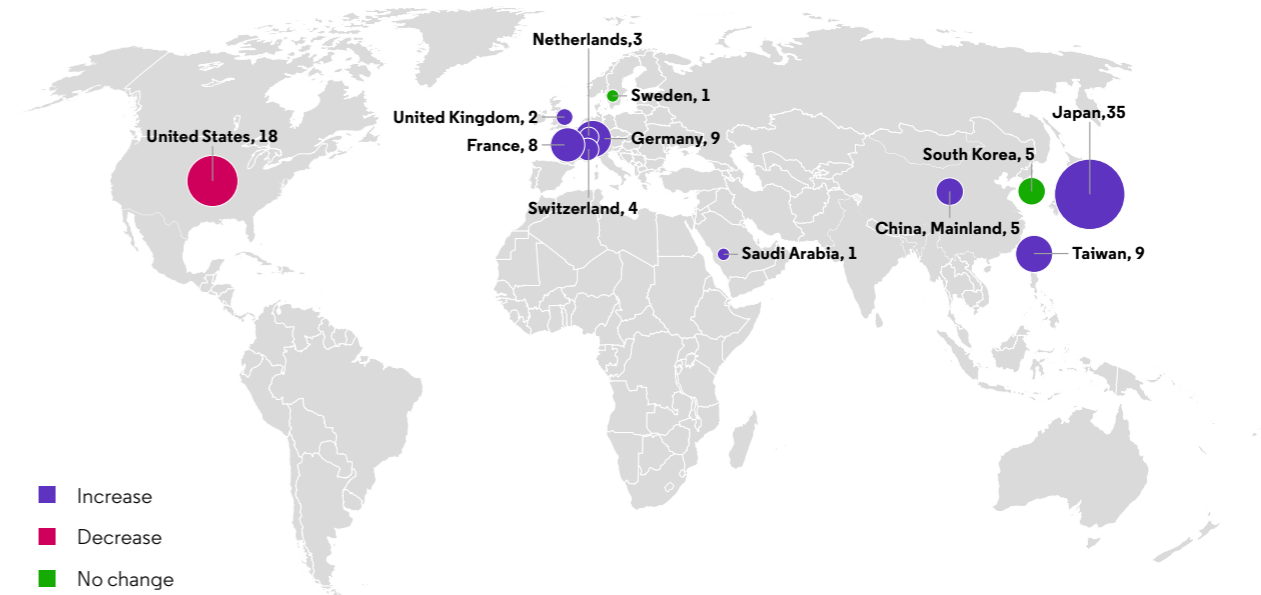 Netherlands,3
Sweden, 1
United Kingdom, 2
United States, 18
Germany, 9
France, 8
Switzerland, 4
Japan,35
South Korea, 5
China, Mainland, 5
Saudi Arabia, 1
Taiwan, 9
Increase
Decrease
No change